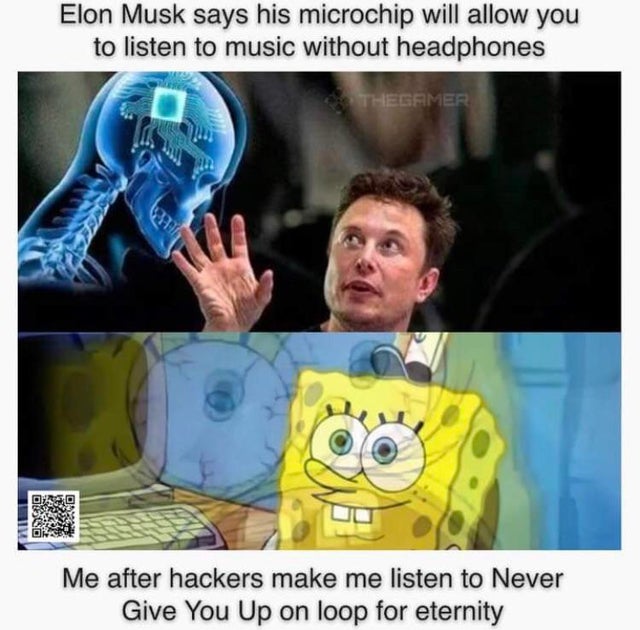 Elon Musk says his microchip will allow you
to listen to music without headphones
THEGAMER
Me after hackers make me listen to Never
Give You Up on loop for eternity